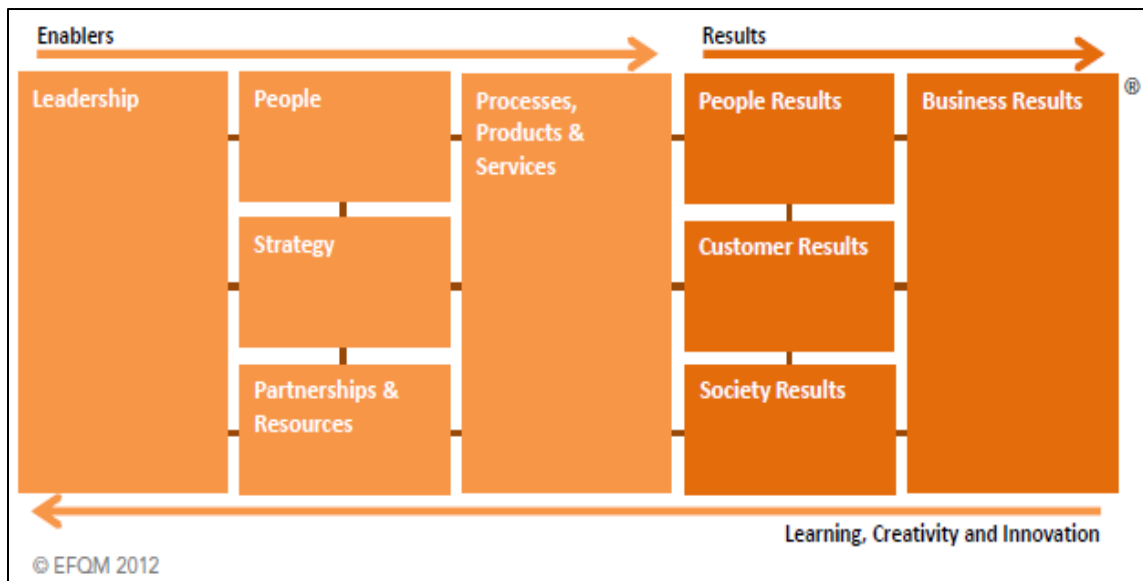 Enablers
Results
Leadership
People
Processes,
Products &
Services
People Results
Business Results
®
Strategy
Customer Results
Partnerships &
Resources
Society Results
Learning, Creativity and Innovation
© EFQM 2012